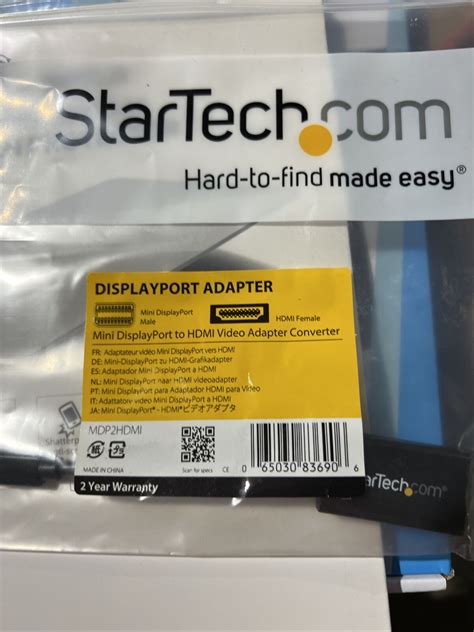 StarTech.com
Hard-to-find made easy®
DISPLAYPORT ADAPTER
Mini DisplayPort
Male
HDMI Female
Mini DisplayPort to HDMI Video Adapter Converter
FR: Adaptateur vidéo Mini DisplayPort vers HDMI
DE: Mini-DisplayPort zu HDMI-Grafikadapter
ES: Adaptador Mini DisplayPort a HDMI
NL: Mini DisplayPort naar HDMI videoadapter
PT: Mini DisplayPort para Adaptador HDMI para Vídeo
IT: Adattatore video Mini DisplayPort a HDMI
JA: Mini DisplayPort® - HDMI®ビデオアダプタ
MDP2HDMI
MADE IN CHINA
Scan for specs
CE
0 65030 83690 6
2 Year Warranty
StarTech.com